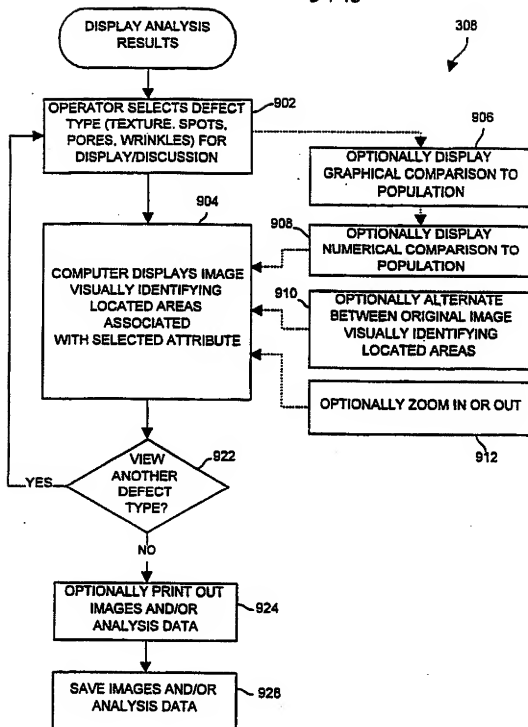 308
DISPLAY ANALYSIS
RESULTS
902
OPERATOR SELECTS DEFECT
TYPE (TEXTURE. SPOTS,
PORES, WRINKLES) FOR
DISPLAY/DISCUSSION
906
OPTIONALLY DISPLAY
GRAPHICAL COMPARISON TO
POPULATION
904
COMPUTER DISPLAYS IMAGE
VISUALLY IDENTIFYING
LOCATED AREAS
ASSOCIATED
WITH SELECTED ATTRIBUTE
908
OPTIONALLY DISPLAY
NUMERICAL COMPARISON TO
POPULATION
910
OPTIONALLY ALTERNATE
BETWEEN ORIGINAL IMAGE
VISUALLY IDENTIFYING
LOCATED AREAS
OPTIONALLY ZOOM IN OR OUT
912
922
VIEW
ANOTHER
DEFECT
TYPE?
YES
NO
OPTIONALLY PRINT OUT
IMAGES AND/OR
ANALYSIS DATA
924
SAVE IMAGES AND/OR
ANALYSIS DATA
926